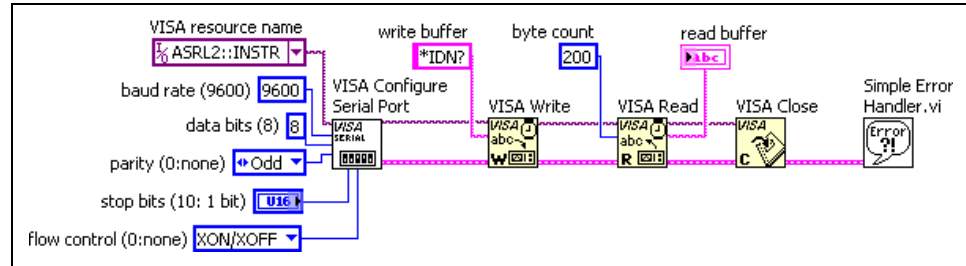 VISA resource name
I/O ASRL2::INSTR
baud rate (9600) 9600
data bits (8) 8
parity (0:none) Odd
stop bits (10: 1 bit) U16
flow control (0:none) XON/XOFF
VISA Configure
Serial Port
VISA
SERIAL
write buffer
*IDN?
VISA Write
VISA
abc
W
byte count
200
VISA Read
VISA
abc
R
read buffer
abc
VISA Close
VISA
C
Simple Error
Handler.vi
Error
?!